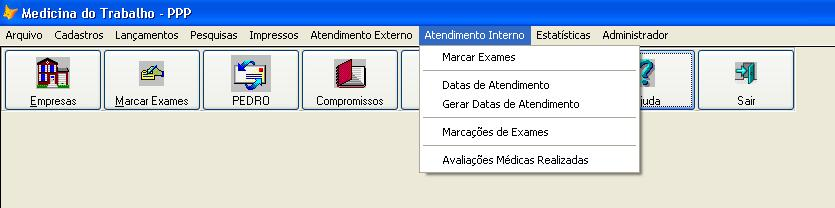 Medicina do Trabalho - PPP
Arquivo Cadastros Lançamentos Pesquisas Impressos Atendimento Externo Atendimento Interno Estatísticas Administrador
Marcar Exames
Datas de Atendimento
Gerar Datas de Atendimento
Marcações de Exames
Avaliações Médicas Realizadas
Empresas Marcar Exames PEDRO Compromissos juda Sair